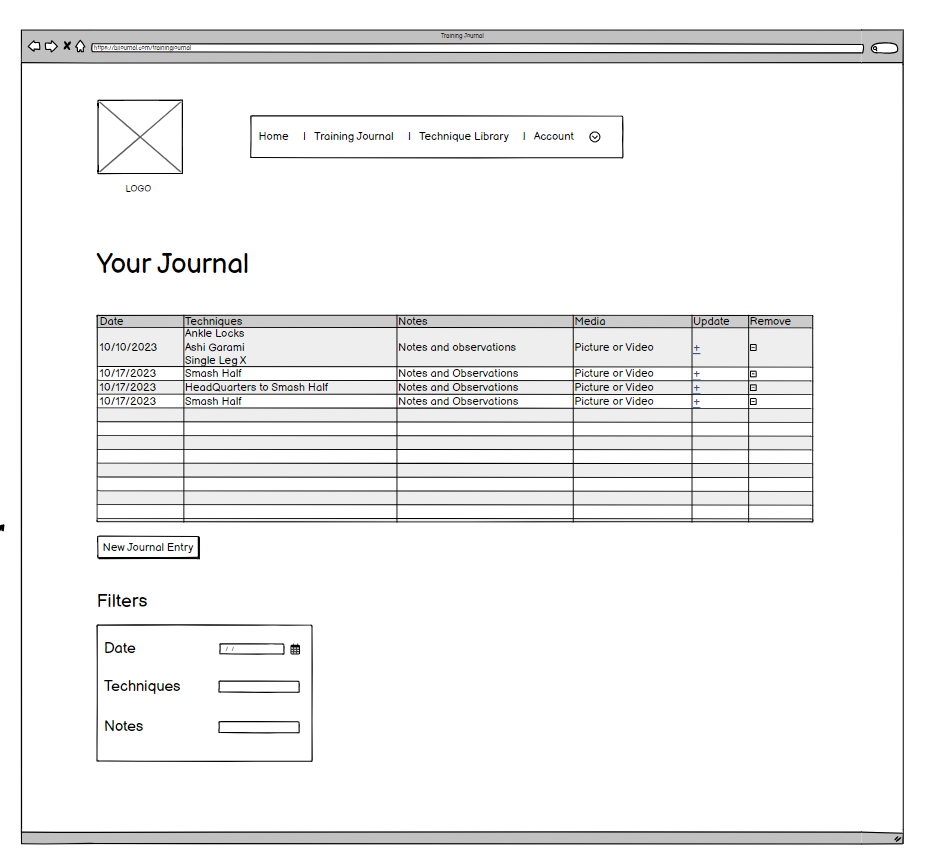 Training Journal
https://bjjournal.com/trainingjournal
Home | Training Journal | Technique Library | Account
LOGO
Your Journal
Date Techniques Notes Media Update Remove
Ankle Locks
10/10/2023 Ashi Garami Notes and observations Picture or Video +
Single Leg X
10/17/2023 Smash Half Notes and Observations Picture or Video +
10/17/2023 HeadQuarters to Smash Half Notes and Observations Picture or Video +
10/17/2023 Smash Half Notes and Observations Picture or Video +
New Journal Entry
Filters
Date / /
Techniques
Notes